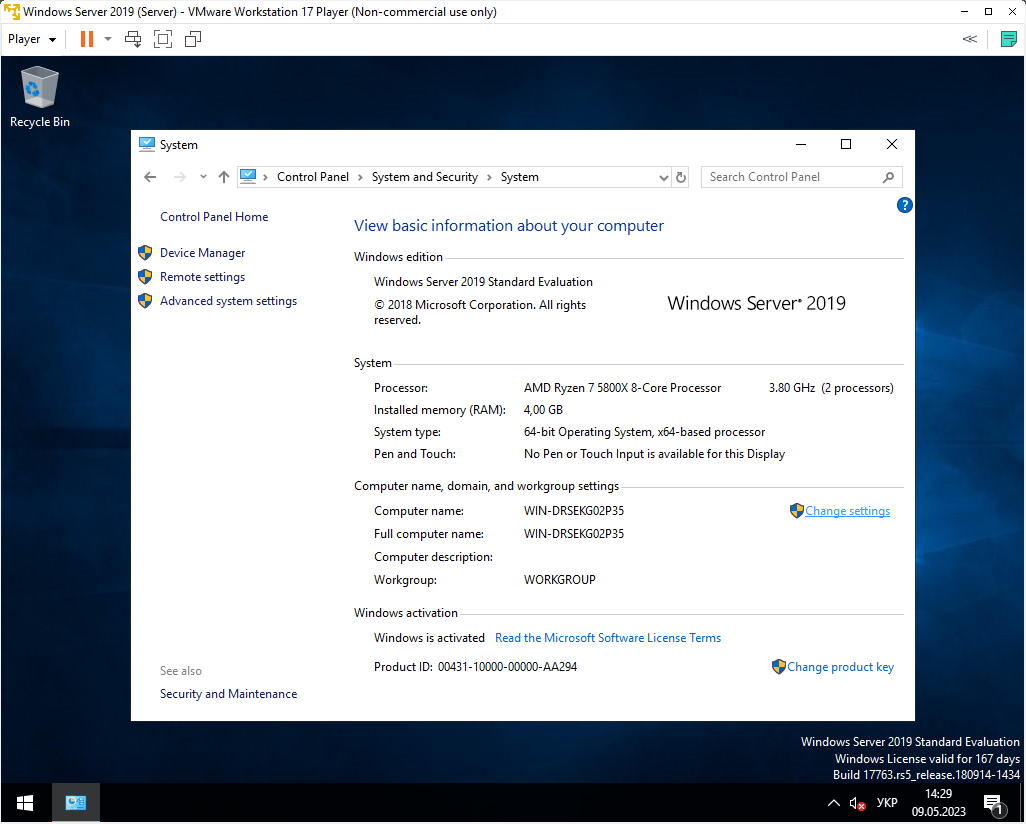 Windows Server 2019 (Server) - VMware Workstation 17 Player (Non-commercial use only)
Player
Recycle Bin
System
Control Panel > System and Security > System
Search Control Panel
Control Panel Home
Device Manager
Remote settings
Advanced system settings
View basic information about your computer
Windows edition
Windows Server 2019 Standard Evaluation
© 2018 Microsoft Corporation. All rights
reserved.
Windows Server® 2019
System
Processor: AMD Ryzen 7 5800X 8-Core Processor 3.80 GHz (2 processors)
Installed memory (RAM): 4,00 GB
System type: 64-bit Operating System, x64-based processor
Pen and Touch: No Pen or Touch Input is available for this Display
Computer name, domain, and workgroup settings
Computer name: WIN-DRSEKG02P35 Change settings
Full computer name: WIN-DRSEKG02P35
Computer description:
Workgroup: WORKGROUP
Windows activation
Windows is activated Read the Microsoft Software License Terms
Product ID: 00431-10000-00000-AA294 Change product key
See also
Security and Maintenance
Windows Server 2019 Standard Evaluation
Windows License valid for 167 days
Build 17763.rs5_release.180914-1434
УКР
14:29
09.05.2023
1